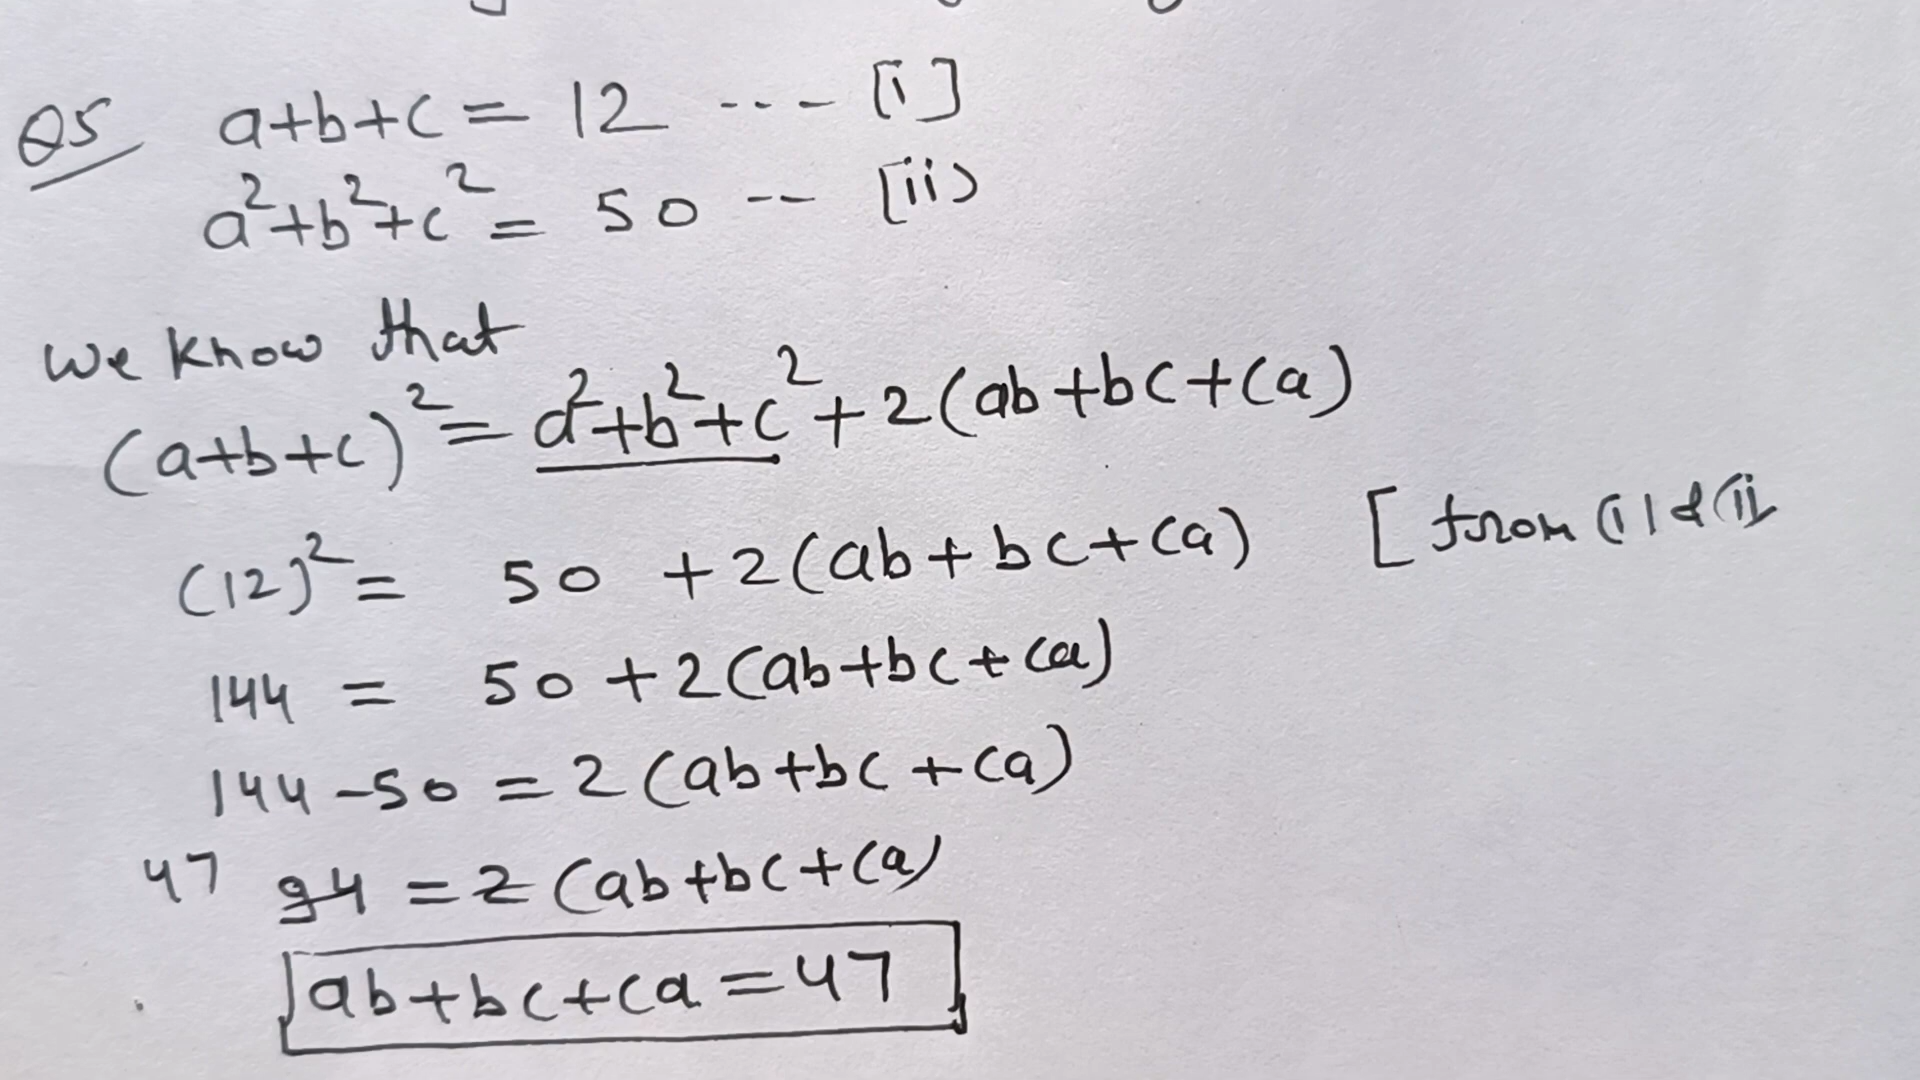 Q5 a+b+c = 12 --- [i]
a²+b²+c² = 50 -- [ii)
We know that
(a+b+c)² = a²+b²+c²+2(ab+bc+ca)
(12)² = 50 +2(ab+bc+ca) [from (i) & (ii
144 = 50+2(ab+bc+ca)
144-50 = 2(ab+bc+ca)
47 94 = 2 (ab+bc+ca)
ab+bc+ca = 47